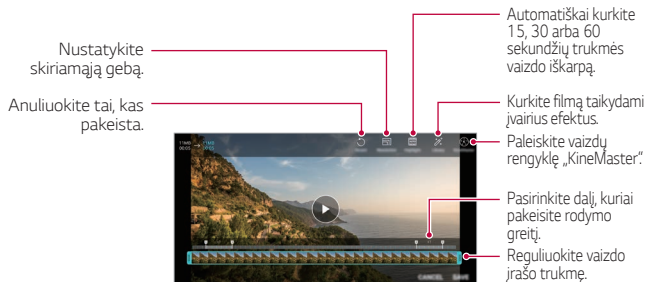 Nustatykite
skiriamąją gebą.
Anuliuokite tai, kas
pakeista.
Automatiškai kurkite
15, 30 arba 60
sekundžių trukmės
vaizdo iškarpą.
Kurkite filmą taikydami
įvairius efektus.
Paleiskite vaizdų
rengyklę „KineMaster“.
Pasirinkite dalį, kuriai
pakeisite rodymo
greitį.
Reguliuokite vaizdo
įrašo trukmę.
CANCEL SAVE